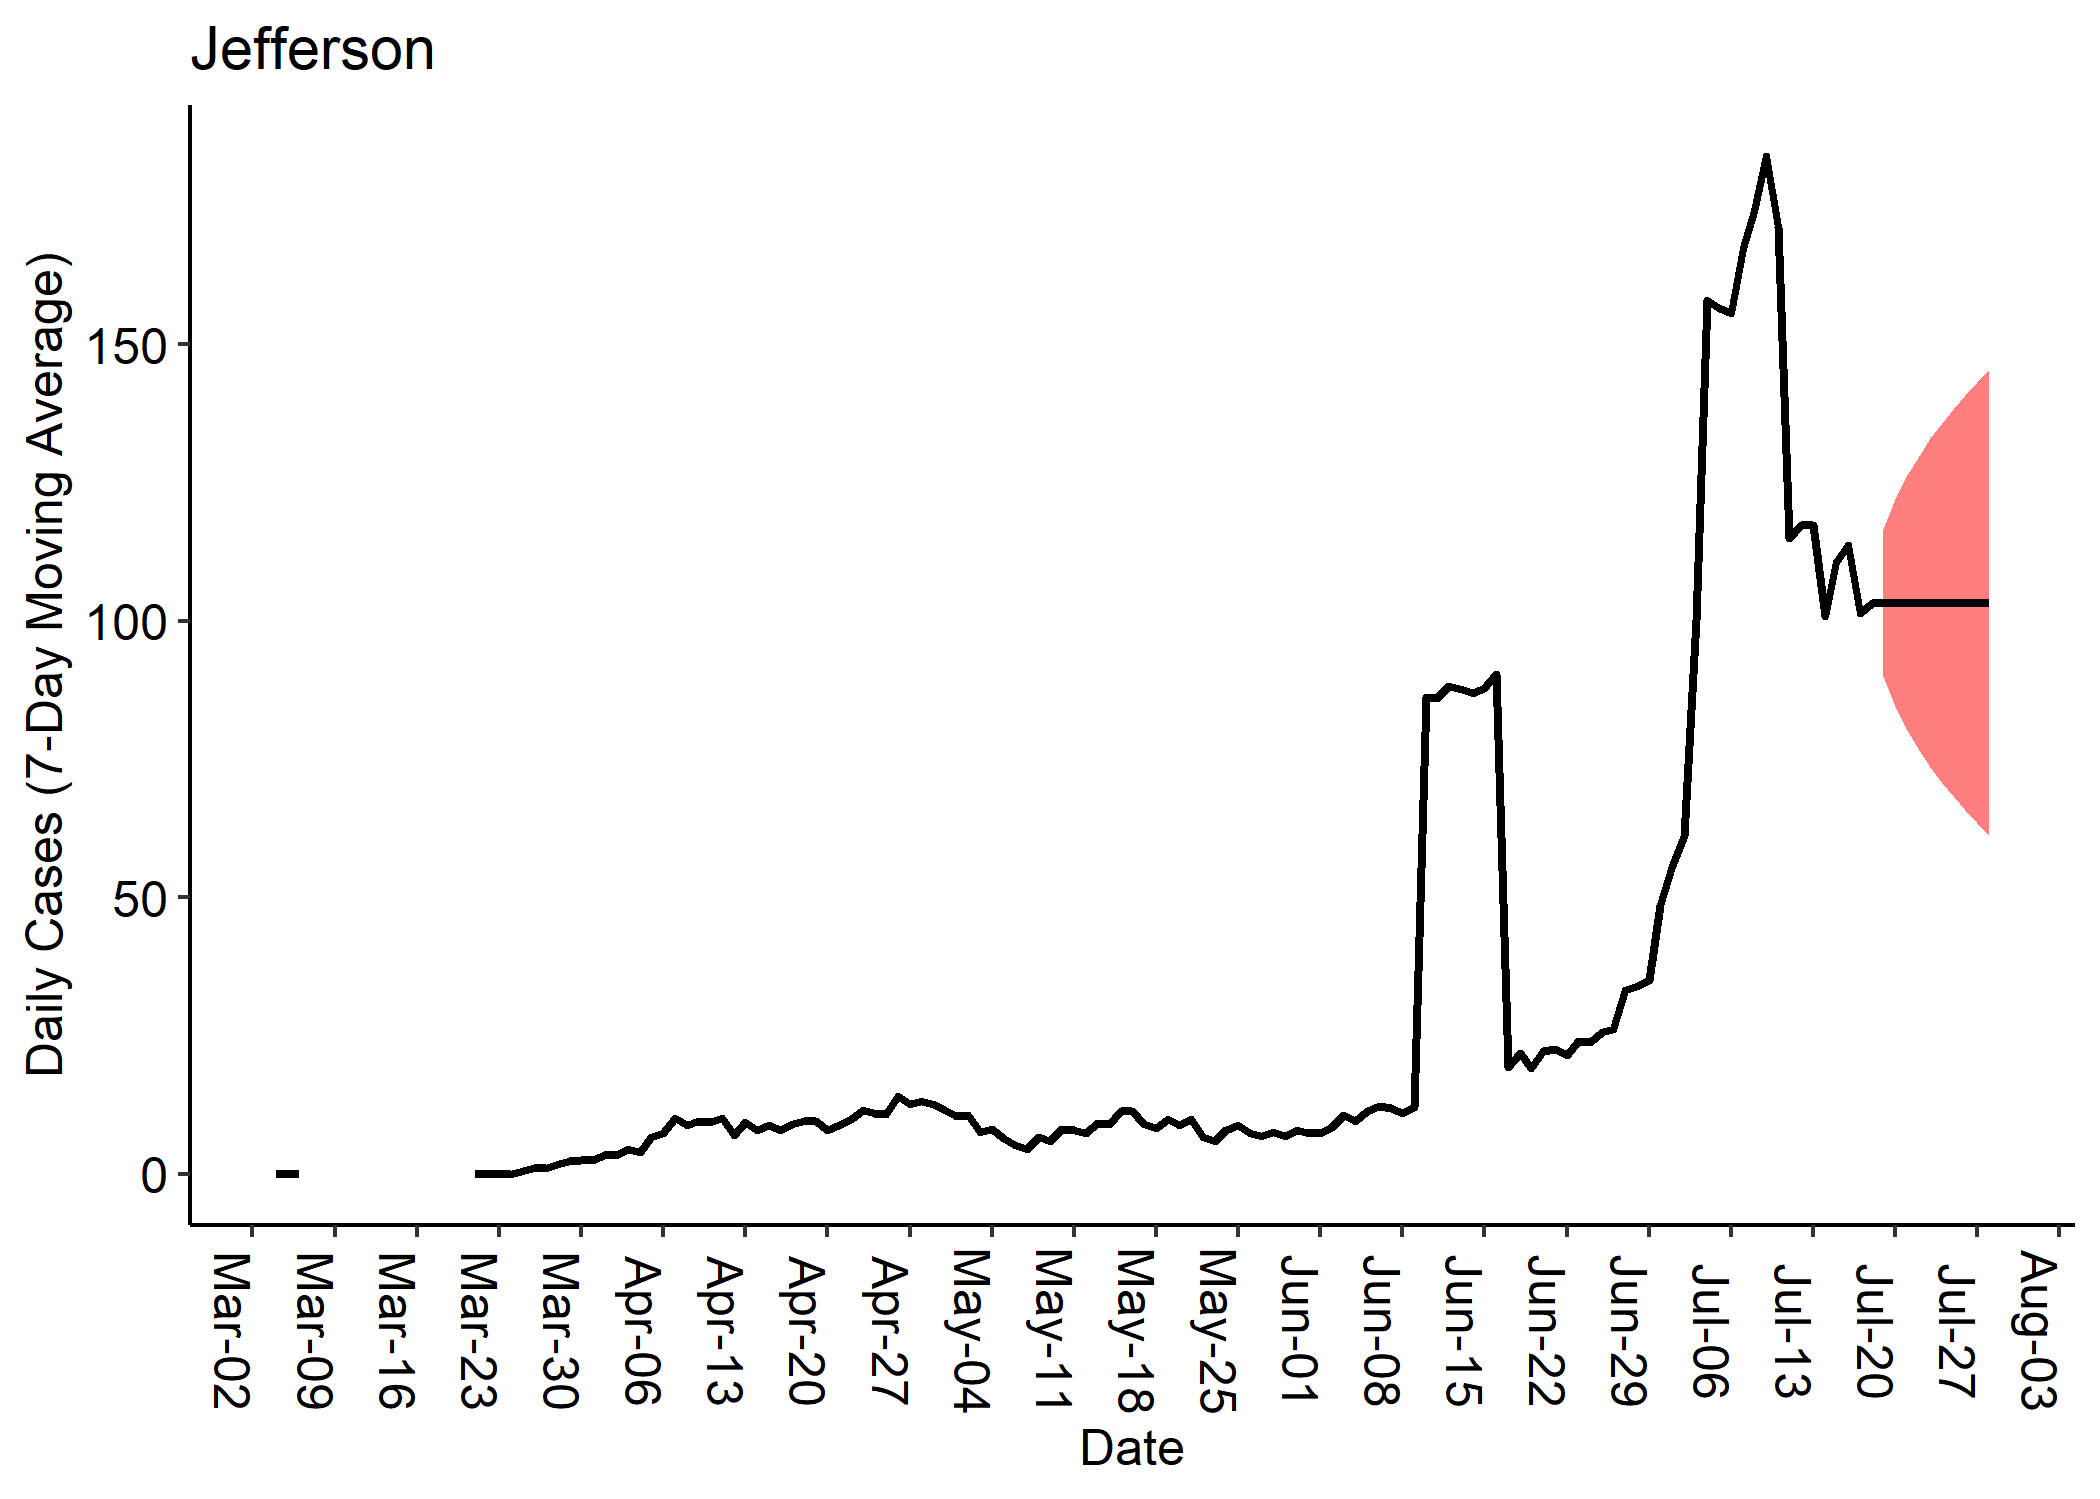 Jefferson
Daily Cases (7-Day Moving Average)
150
100
50
0
Mar-02
Mar-09
Mar-16
Mar-23
Mar-30
Apr-06
Apr-13
Apr-20
Apr-27
May-04
May-11
May-18
May-25
Jun-01
Jun-08
Jun-15
Jun-22
Jun-29
Jul-06
Jul-13
Jul-20
Jul-27
Aug-03
Date